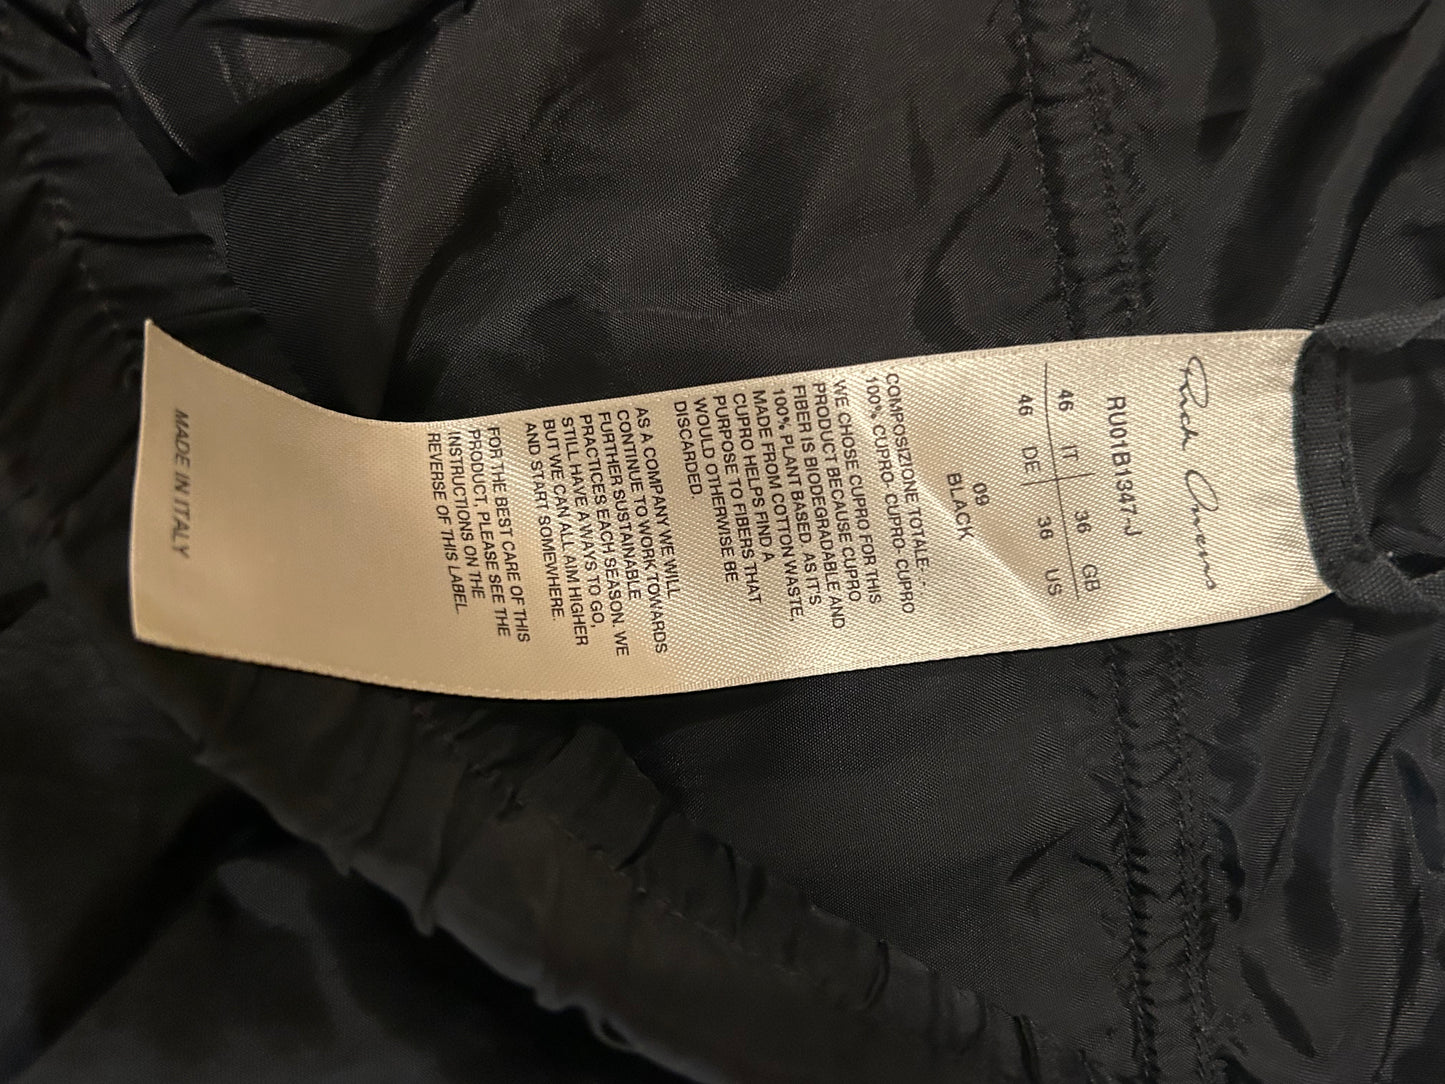 Rick Owens
RU01B1347-J
46 IT 36 GB
46 DE 36 US
09
BLACK
COMPOSIZIONE TOTALE: -
100% CUPRO- CUPRO- CUPRO
WE CHOSE CUPRO FOR THIS
PRODUCT BECAUSE CUPRO
FIBER IS BIODEGRADABLE AND
100% PLANT BASED. AS IT'S
MADE FROM COTTON WASTE,
CUPRO HELPS FIND A
PURPOSE TO FIBERS THAT
WOULD OTHERWISE BE
DISCARDED.
AS A COMPANY WE WILL
CONTINUE TO WORK TOWARDS
FURTHER SUSTAINABLE
PRACTICES EACH SEASON. WE
STILL HAVE A WAYS TO GO,
BUT WE CAN ALL AIM HIGHER
AND START SOMEWHERE.
FOR THE BEST CARE OF THIS
PRODUCT, PLEASE SEE THE
INSTRUCTIONS ON THE
REVERSE OF THIS LABEL.
MADE IN ITALY